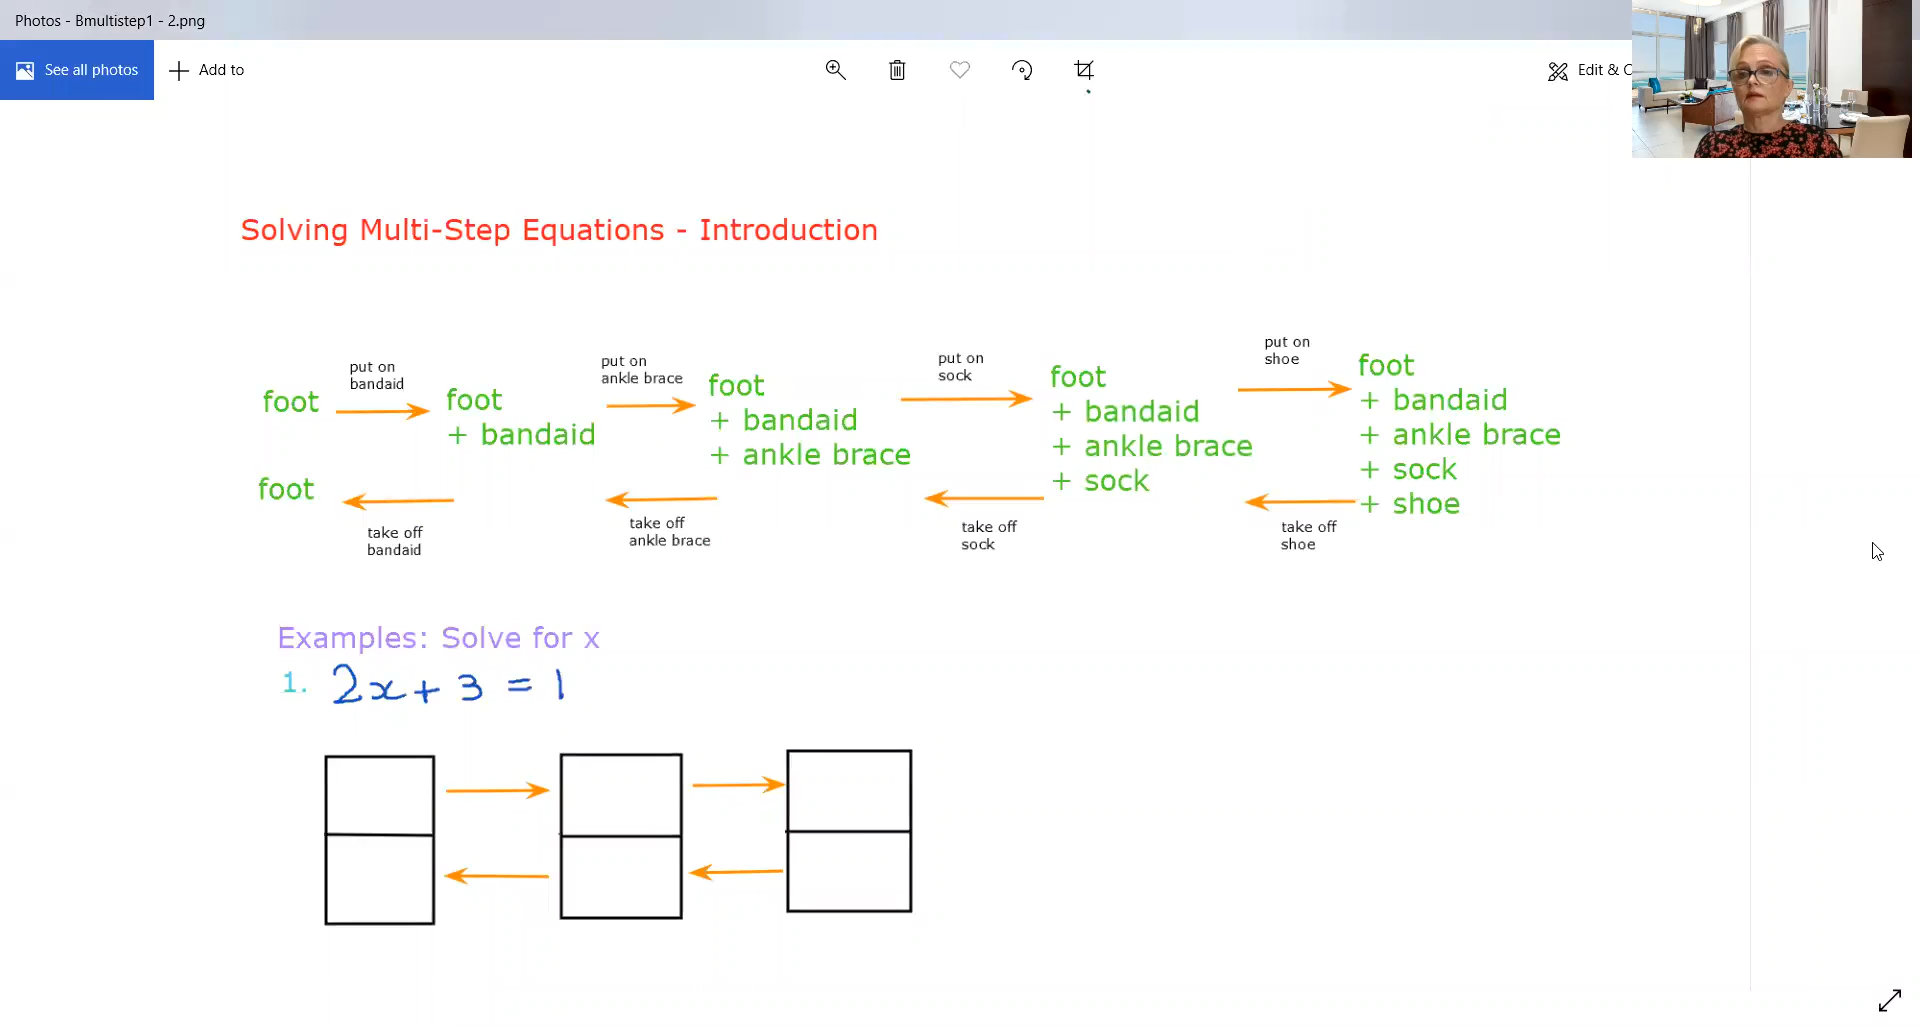 Photos - Bmultistep1 - 2.png
See all photos
Add to
Edit & C
Solving Multi-Step Equations - Introduction
foot
put on
bandaid
foot
+ bandaid
put on
ankle brace
foot
+ bandaid
+ ankle brace
put on
sock
foot
+ bandaid
+ ankle brace
+ sock
put on
shoe
foot
+ bandaid
+ ankle brace
+ sock
+ shoe
foot
take off
bandaid
take off
ankle brace
take off
sock
take off
shoe
Examples: Solve for x
1. 2x + 3 = 1